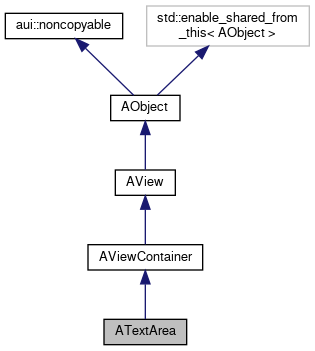 aui::noncopyable
std::enable_shared_from
_this< AObject >
AObject
AView
AViewContainer
ATextArea